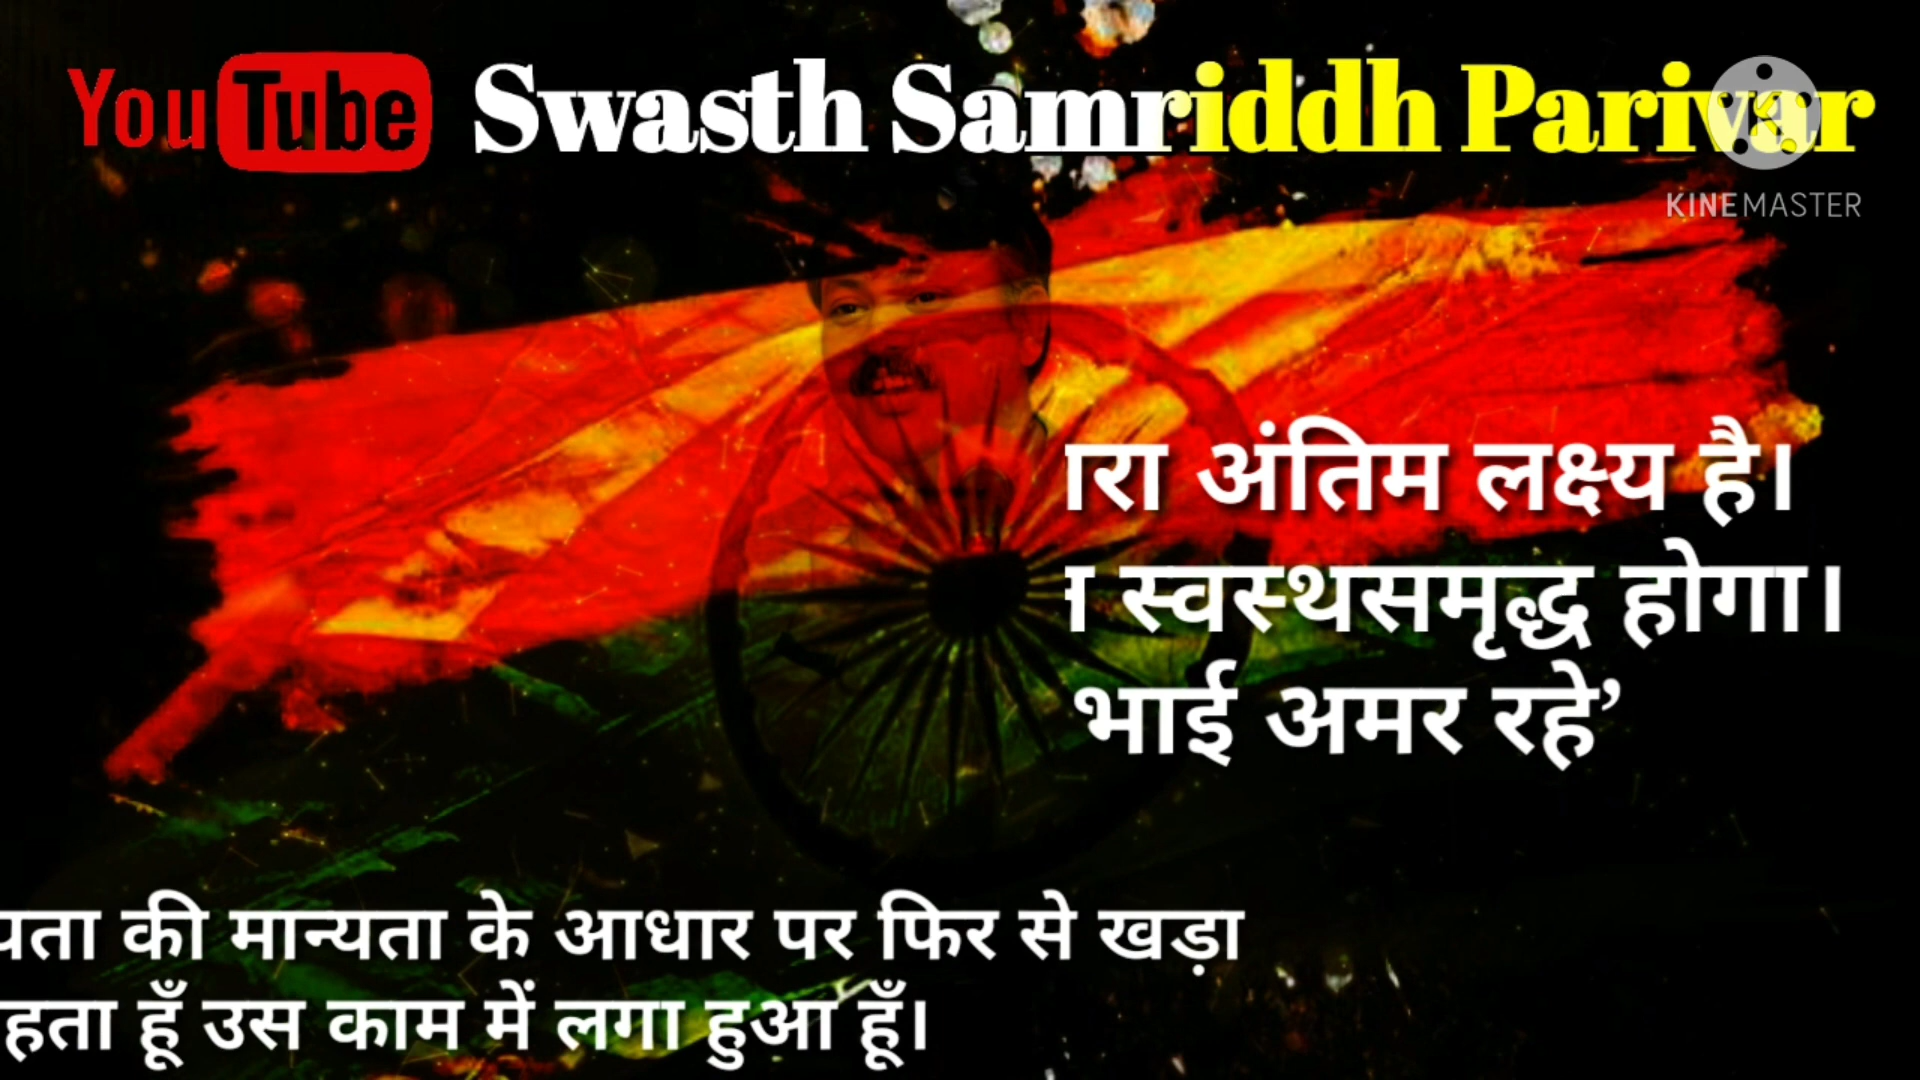 YouTube Swasth Samriddh Parivar
KINEMASTER
ारा अंतिम लक्ष्य है।
स्वस्थसमृद्ध होगा।
भाई अमर रहे’
यता की मान्यता के आधार पर फिर से खड़ा
हता हूँ उस काम में लगा हुआ हूँ।